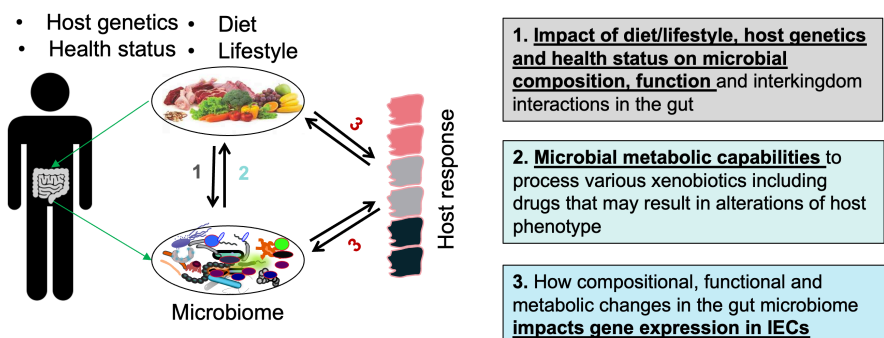 • Host genetics • Diet
• Health status • Lifestyle
1
2
3
3
Host response
Microbiome
1. Impact of diet/lifestyle, host genetics
and health status on microbial
composition, function and interkingdom
interactions in the gut
2. Microbial metabolic capabilities to
process various xenobiotics including
drugs that may result in alterations of host
phenotype
3. How compositional, functional and
metabolic changes in the gut microbiome
impacts gene expression in IECs